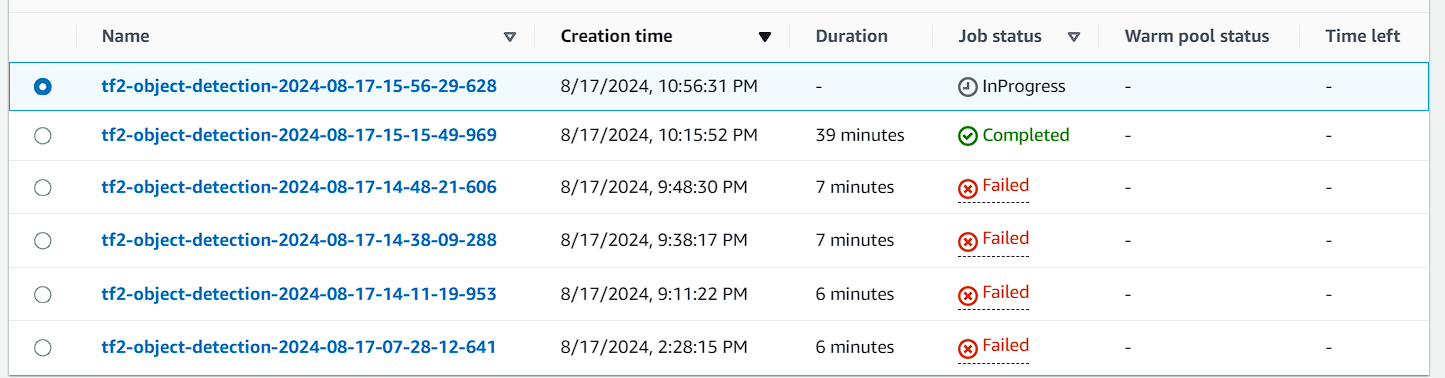 Name Creation time Duration Job status Warm pool status Time left
tf2-object-detection-2024-08-17-15-56-29-628 8/17/2024, 10:56:31 PM - InProgress - -
tf2-object-detection-2024-08-17-15-15-49-969 8/17/2024, 10:15:52 PM 39 minutes Completed - -
tf2-object-detection-2024-08-17-14-48-21-606 8/17/2024, 9:48:30 PM 7 minutes Failed - -
tf2-object-detection-2024-08-17-14-38-09-288 8/17/2024, 9:38:17 PM 7 minutes Failed - -
tf2-object-detection-2024-08-17-14-11-19-953 8/17/2024, 9:11:22 PM 6 minutes Failed - -
tf2-object-detection-2024-08-17-07-28-12-641 8/17/2024, 2:28:15 PM 6 minutes Failed - -